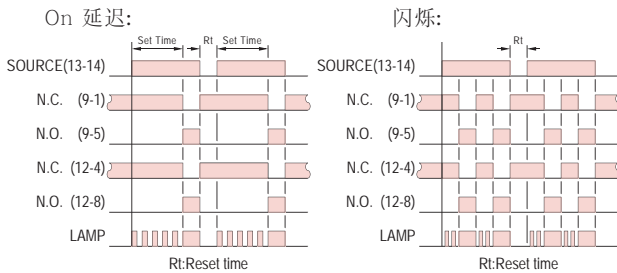 On 延迟:
Set Time Rt Set Time
SOURCE(13-14)
N.C. (9-1)
N.O. (9-5)
N.C. (12-4)
N.O. (12-8)
LAMP
Rt:Reset time
闪烁:
Rt
SOURCE(13-14)
N.C. (9-1)
N.O. (9-5)
N.C. (12-4)
N.O. (12-8)
LAMP
Rt:Reset time